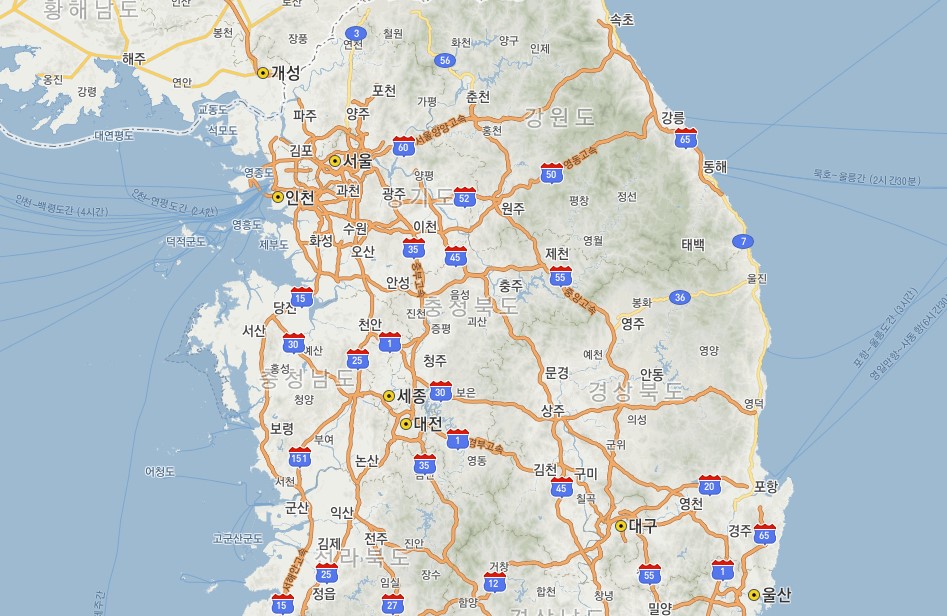 황해남도
인산
토산
속초
봉천
장풍
3
연천
철원
화천
양구
인제
56
해주
개성
옹진
강령
연안
포천
가평
춘천
교동도
석모도
대연평도
파주
양주
서울양양고속
홍천
강원도
강릉
65
김포
서울
60
영동고속
50
동해
영종도
인천
과천
광주
양평
경기도
52
원주
평창
정선
묵호-울릉간 (2시간30분)
인천-백령도간 (4시간)
인천-연평도간 (2시간)
영흥도
덕적군도
제부도
화성
수원
오산
이천
35
45
제천
영월
태백
7
중부고속
안성
음성
충주
55
중앙고속
울진
15
당진
진천
충청북도
괴산
증평
봉화
36
영주
서산
30
예산
천안
1
25
청주
문경
예천
영양
포항-울릉도간 (3시간)
홍성
충청남도
청양
세종
30
보은
경상북도
안동
상주
의성
영덕
대전
1
경부고속
보령
부여
151
논산
35
영동
김천
구미
군위
어청도
서천
45
칠곡
20
포항
영천
군산
익산
대구
경주
65
고군산군도
김제
전주
진안
전라북도
서해안고속
25
정읍
임실
장수
거창
12
합천
55
1
울산
15
27
함양
창녕
밀양
경상남도